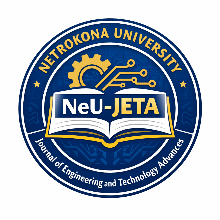 NETROKONA UNIVERSITY
NeU-JETA
Journal of Engineering and Technology Advances